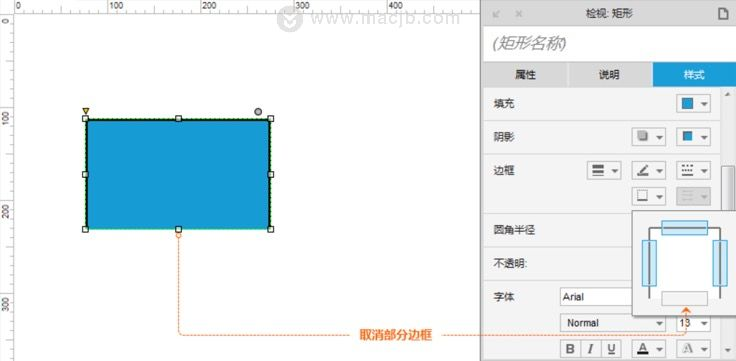 www.macjb.com
0 100 200 300 400
0
100
200
300
检视: 矩形
(矩形名称)
属性 说明 样式
填充
阴影
边框
圆角半径
不透明:
字体 Arial
Normal 13
B I U A A
取消部分边框